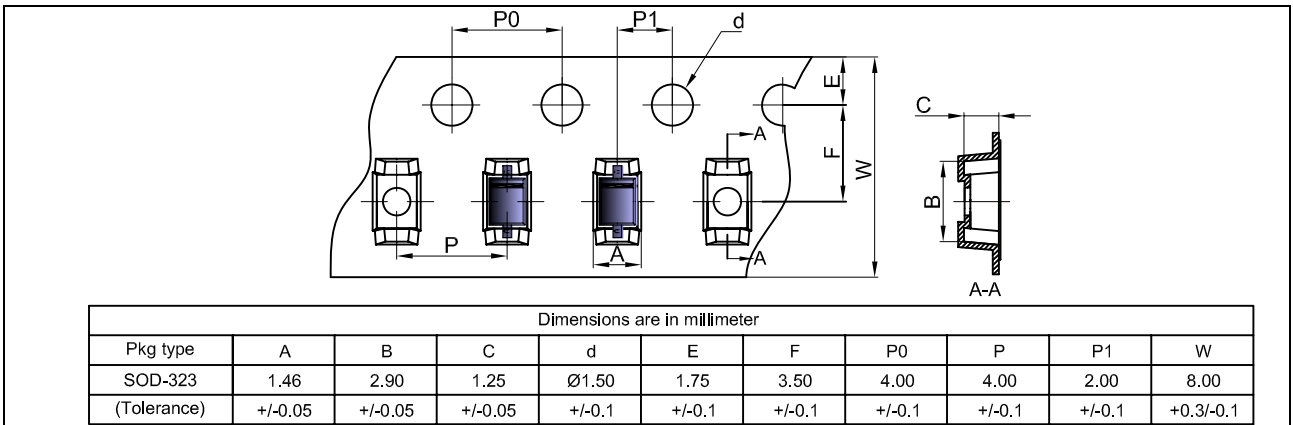 P0
P1
d
E
C
A
F
W
B
P
A
A
A-A
Dimensions are in millimeter
Pkg type A B C d E F P0 P P1 W
SOD-323 1.46 2.90 1.25 Ø1.50 1.75 3.50 4.00 4.00 2.00 8.00
(Tolerance) +/-0.05 +/-0.05 +/-0.05 +/-0.1 +/-0.1 +/-0.1 +/-0.1 +/-0.1 +/-0.1 +0.3/-0.1